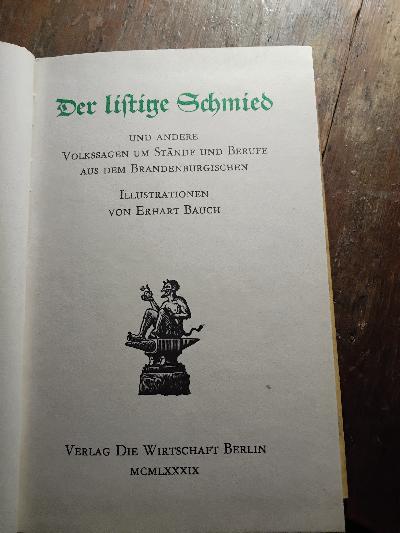 Der liſtige Schmied
UND ANDERE
VOLKSSAGEN UM STÄNDE UND BERUFE
AUS DEM BRANDENBURGISCHEN
ILLUSTRATIONEN
VON ERHART BAUCH
VERLAG DIE WIRTSCHAFT BERLIN
MCMLXXXIX